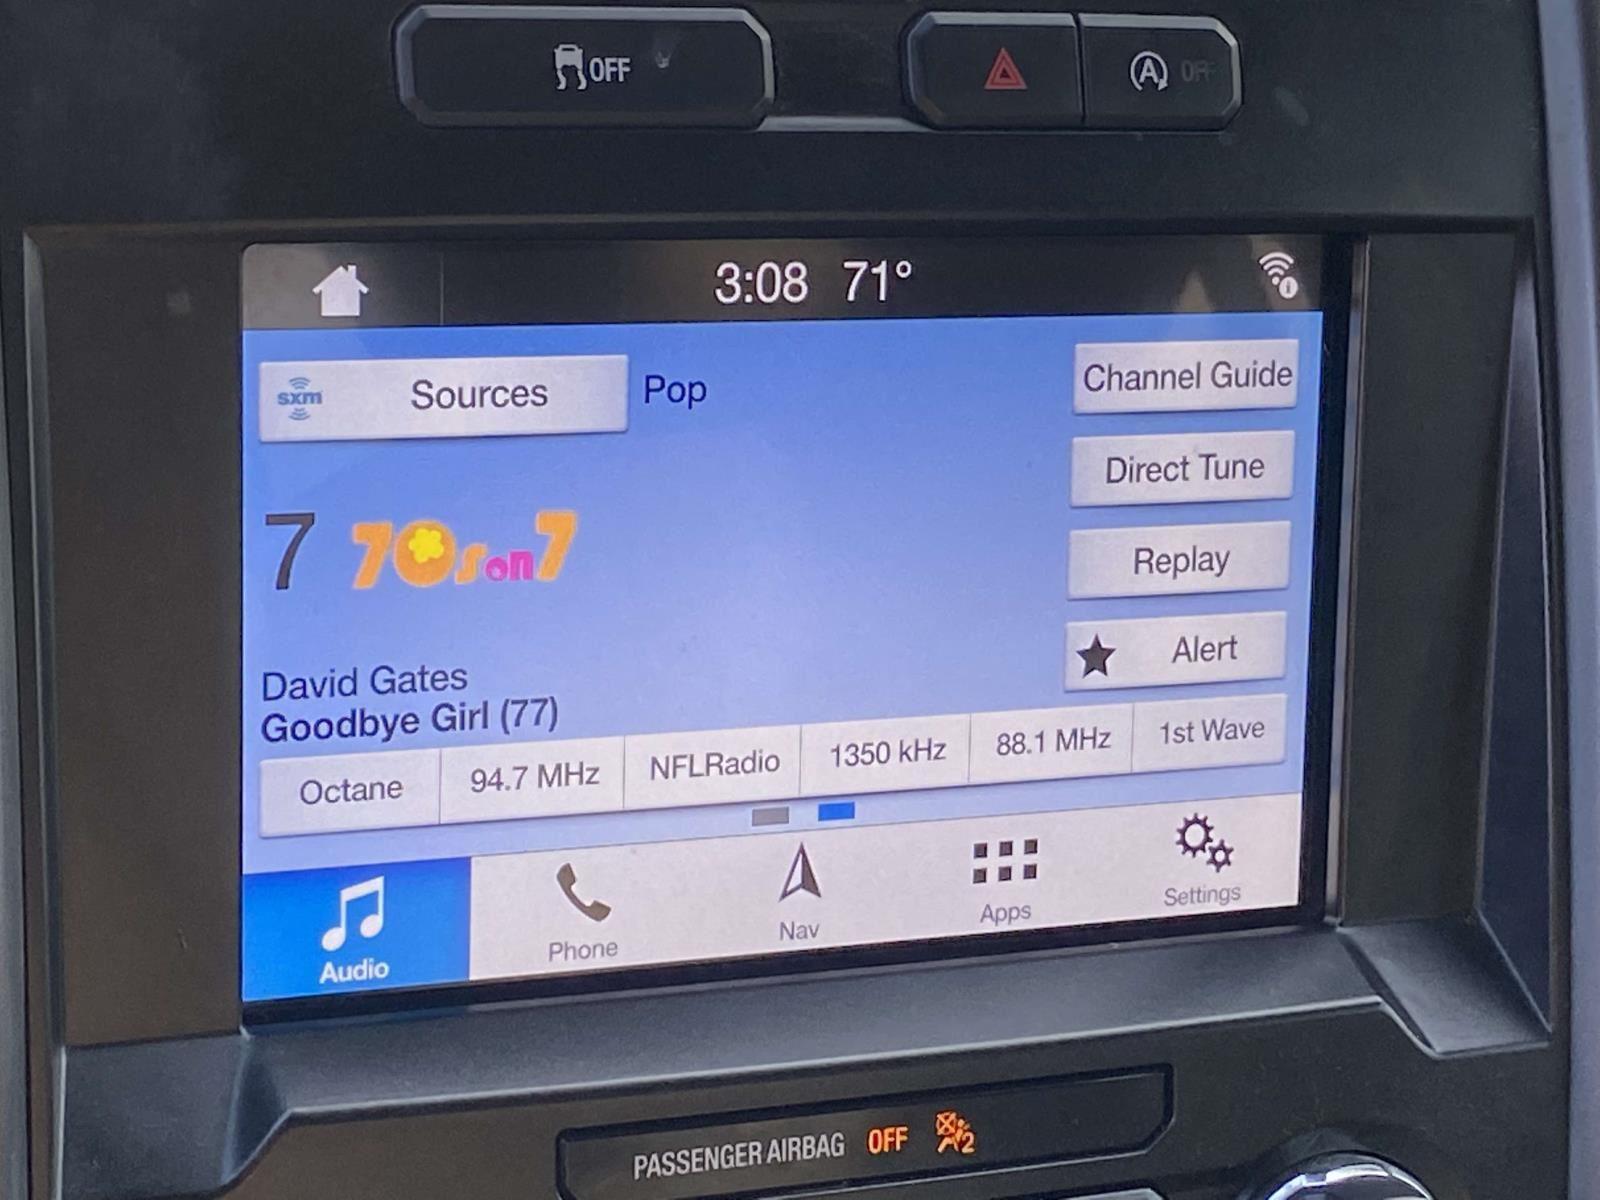 OFF
A OFF
3:08 71°
sxm Sources Pop
Channel Guide
Direct Tune
Replay
Alert
7 70s on 7
David Gates
Goodbye Girl (77)
Octane 94.7 MHz NFLRadio 1350 kHz 88.1 MHz 1st Wave
Audio Phone Nav Apps Settings
PASSENGER AIRBAG OFF 2